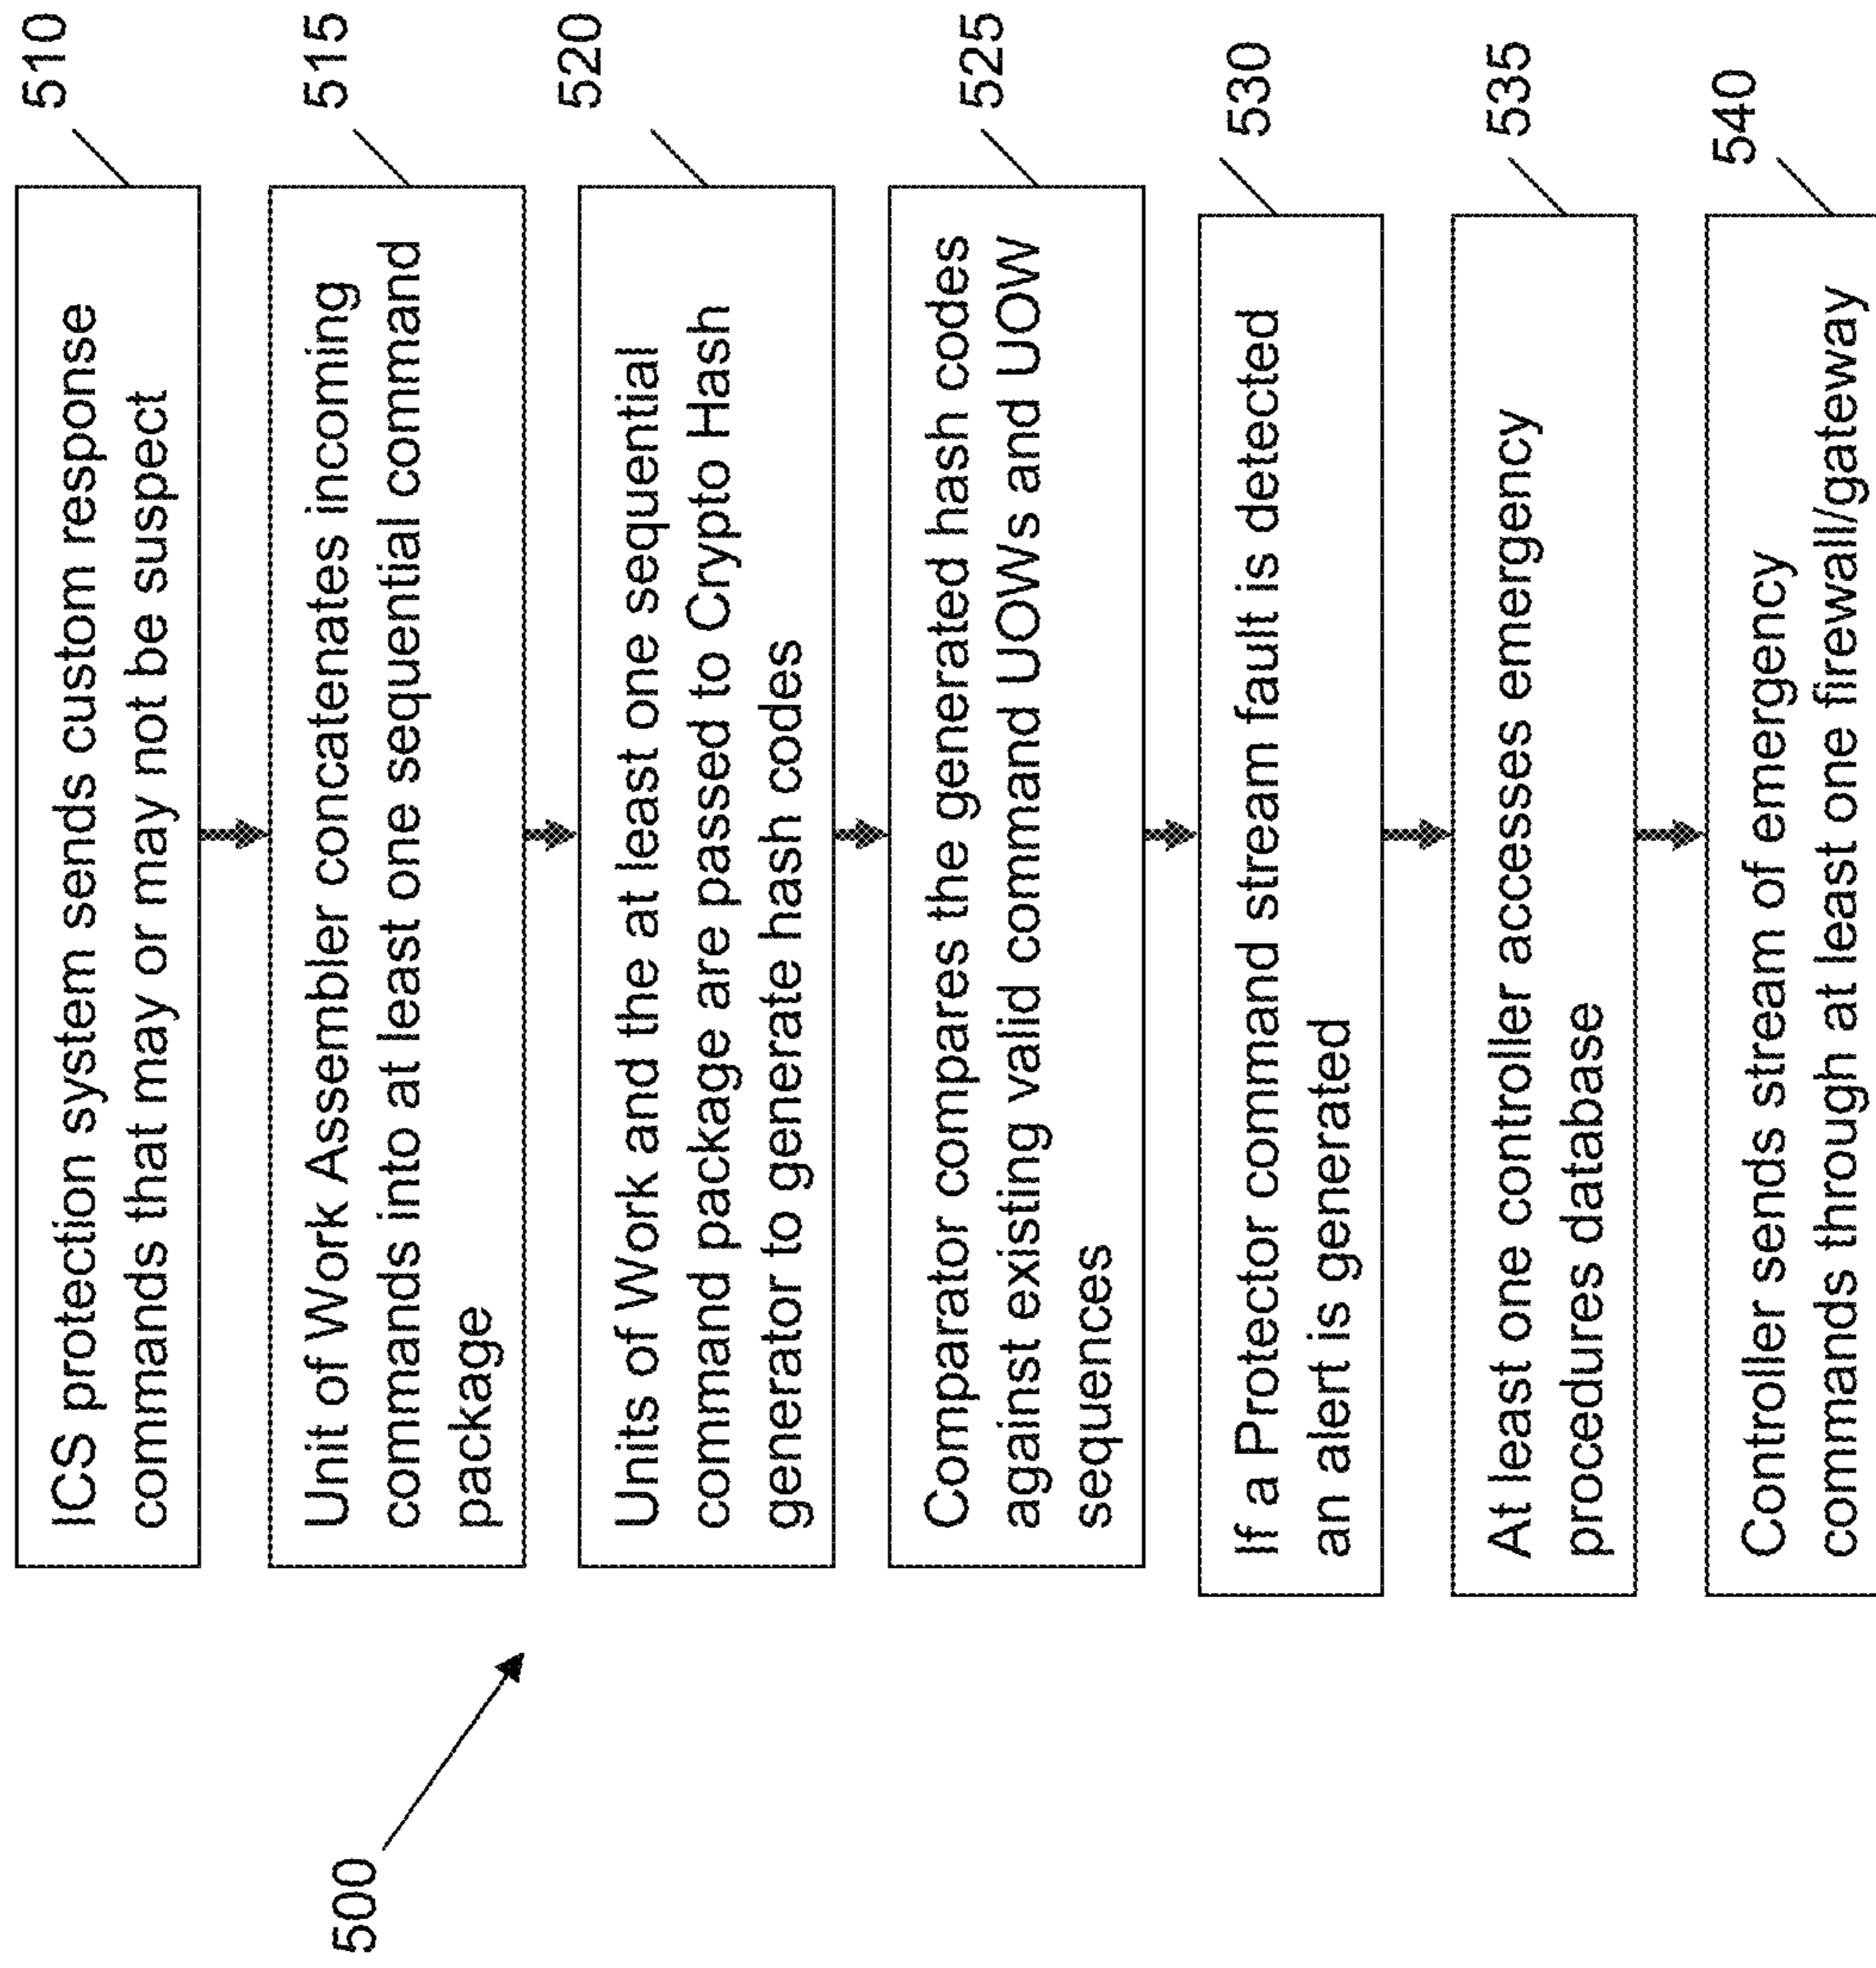 500
ICS protection system sends custom response
commands that may or may not be suspect
510
Unit of Work Assembler concatenates incoming
commands into at least one sequential command
package
515
Units of Work and the at least one sequential
command package are passed to Crypto Hash
generator to generate hash codes
520
Comparator compares the generated hash codes
against existing valid command UOWs and UOW
sequences
525
If a Protector command stream fault is detected
an alert is generated
530
At least one controller accesses emergency
procedures database
535
Controller sends stream of emergency
commands through at least one firewall/gateway
540